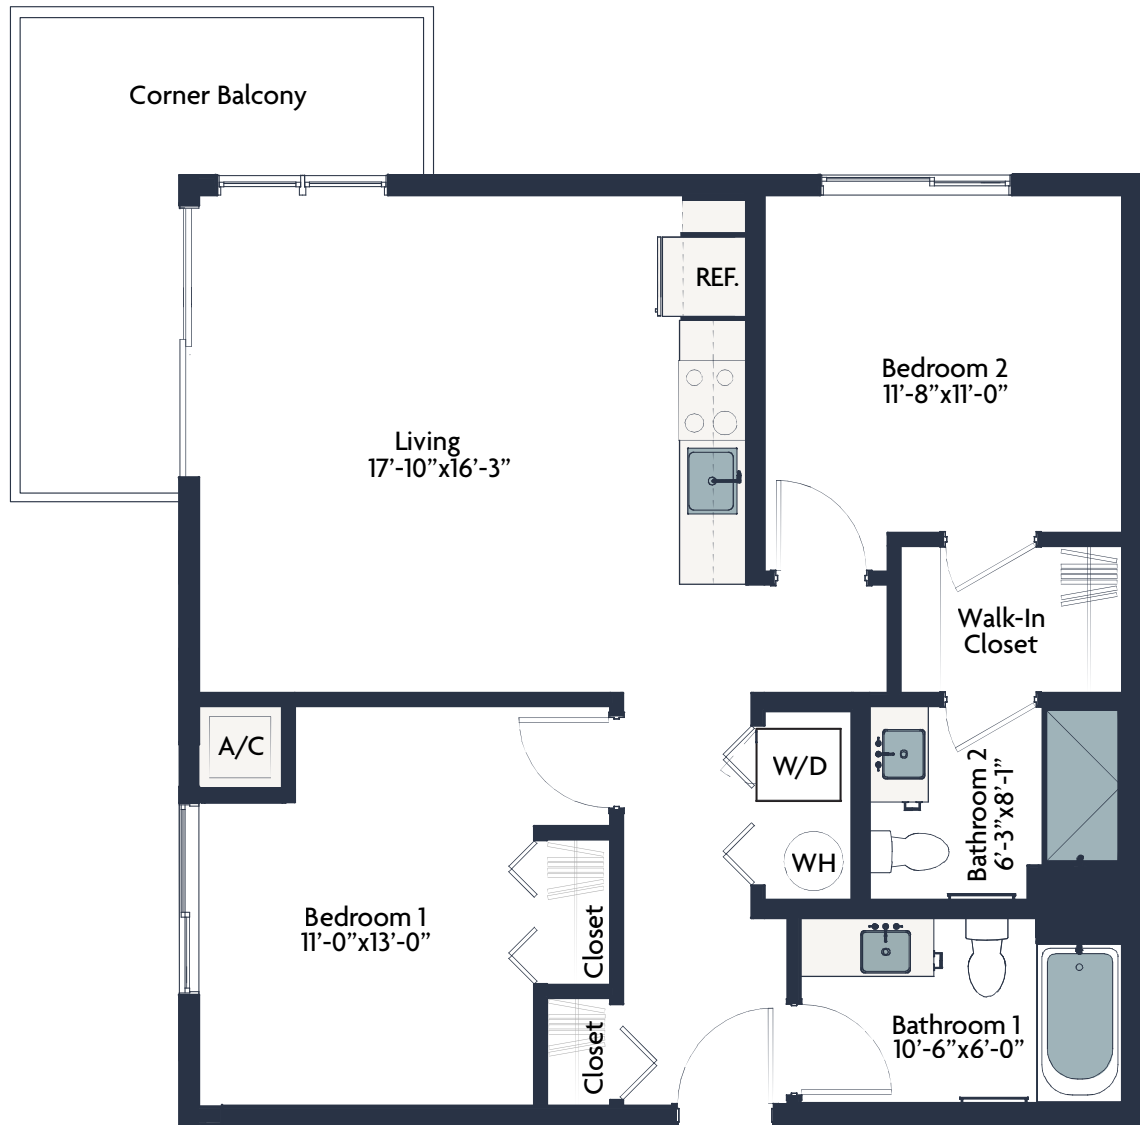 Corner Balcony
REF.
Bedroom 2
11’-8”x11’-0”
Living
17’-10”x16’-3”
Walk-In
Closet
A/C
W/D
Bathroom 2
6’-3”x8’-1”
WH
Bedroom 1
11’-0”x13’-0”
Closet
Closet
Bathroom 1
10’-6”x6’-0”